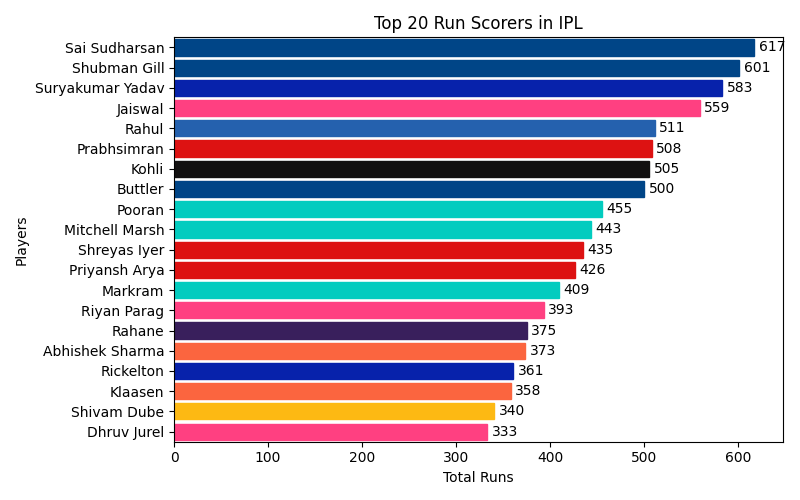 Top 20 Run Scorers in IPL
Sai Sudharsan 617
Shubman Gill 601
Suryakumar Yadav 583
Jaiswal 559
Rahul 511
Prabhsimran 508
Kohli 505
Buttler 500
Pooran 455
Mitchell Marsh 443
Shreyas Iyer 435
Priyansh Arya 426
Markram 409
Riyan Parag 393
Rahane 375
Abhishek Sharma 373
Rickelton 361
Klaasen 358
Shivam Dube 340
Dhruv Jurel 333
Players
0 100 200 300 400 500 600
Total Runs